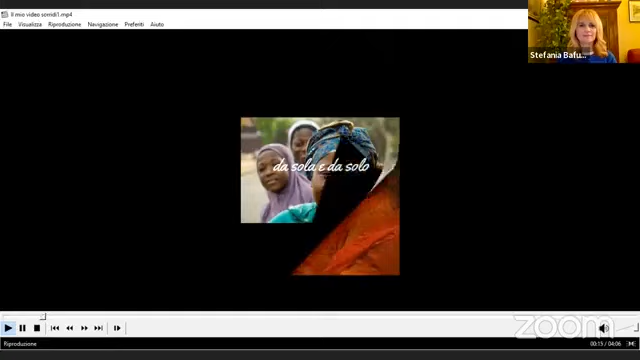 Il mio video sorridi1.mp4
File Visualizza Riproduzione Navigazione Preferiti Aiuto
Stefania Bafu...
da sola e da solo
zoom
Riproduzione
00:15 / 04:06